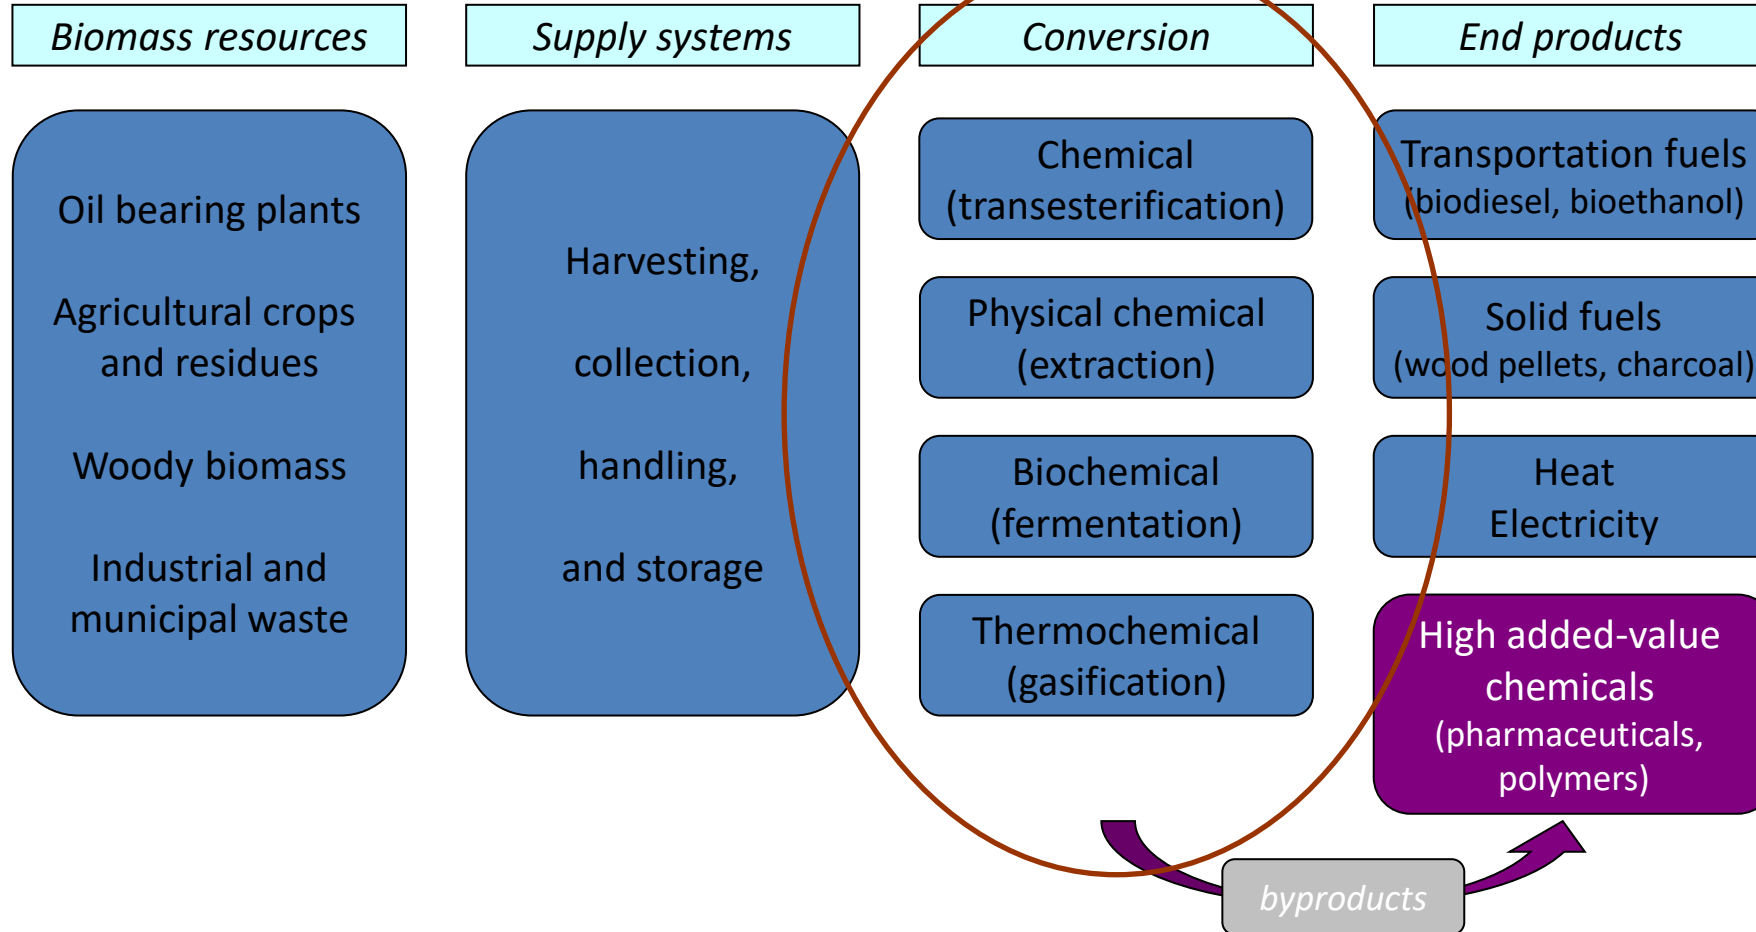 Biomass resources
Supply systems
Conversion
End products
Oil bearing plants
Agricultural crops
and residues
Woody biomass
Industrial and
municipal waste
Harvesting,
collection,
handling,
and storage
Chemical
(transesterification)
Physical chemical
(extraction)
Biochemical
(fermentation)
Thermochemical
(gasification)
Transportation fuels
(biodiesel, bioethanol)
Solid fuels
(wood pellets, charcoal)
Heat
Electricity
High added-value
chemicals
(pharmaceuticals,
polymers)
byproducts